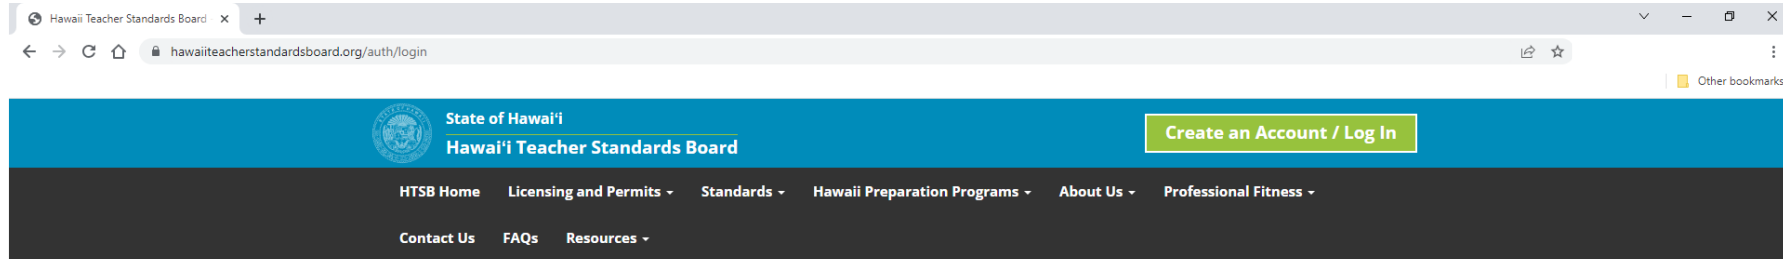 Hawaii Teacher Standards Board
hawaiiteacherstandardsboard.org/auth/login
Other bookmarks
State of Hawaiʻi
Hawaiʻi Teacher Standards Board
Create an Account / Log In
HTSB Home Licensing and Permits Standards Hawaii Preparation Programs About Us Professional Fitness
Contact Us FAQs Resources